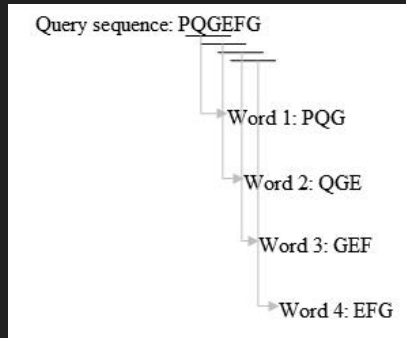 Query sequence: PQGEFG
Word 1: PQG
Word 2: QGE
Word 3: GEF
Word 4: EFG